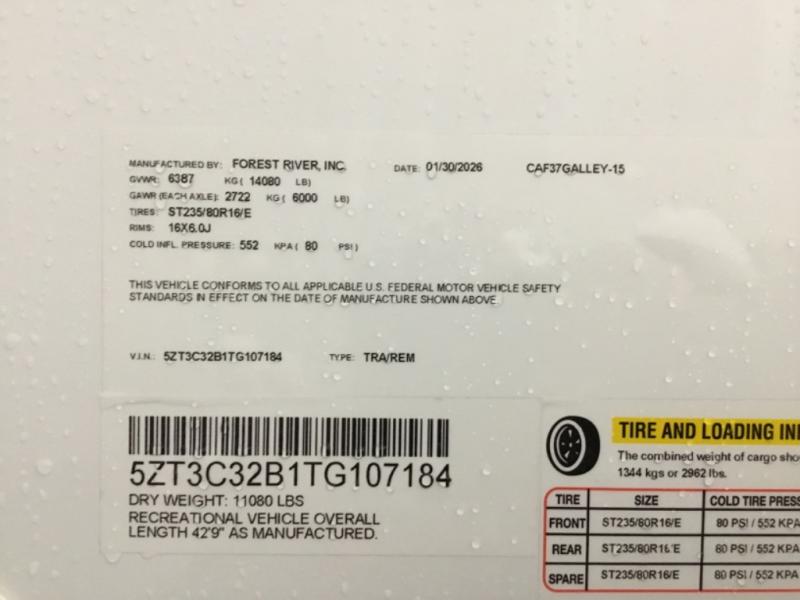 MANUFACTURED BY: FOREST RIVER, INC. DATE: 01/30/2026 CAF37GALLEY-15
GVWR: 6387 KG( 14080 LB)
GAWR (EACH AXLE): 2722 KG( 6000 LB)
TIRES: ST235/80R16/E
RIMS: 16X6.0J
COLD INFL. PRESSURE: 552 KPA( 80 PSI)
THIS VEHICLE CONFORMS TO ALL APPLICABLE U.S. FEDERAL MOTOR VEHICLE SAFETY
STANDARDS IN EFFECT ON THE DATE OF MANUFACTURE SHOWN ABOVE.
V.I.N.: 5ZT3C32B1TG107184 TYPE: TRA/REM
5ZT3C32B1TG107184
DRY WEIGHT: 11080 LBS
RECREATIONAL VEHICLE OVERALL
LENGTH 42'9" AS MANUFACTURED.
TIRE AND LOADING
The combined weight of cargo
1344 kgs or 2962 lbs.
TIRE SIZE COLD TIRE
FRONT ST235/80R16/E 80 PSI / 552 KPA
REAR ST235/80R16/E 80 PSI / 552 KPA
SPARE ST235/80R16/E 80 PSI / 552 KPA